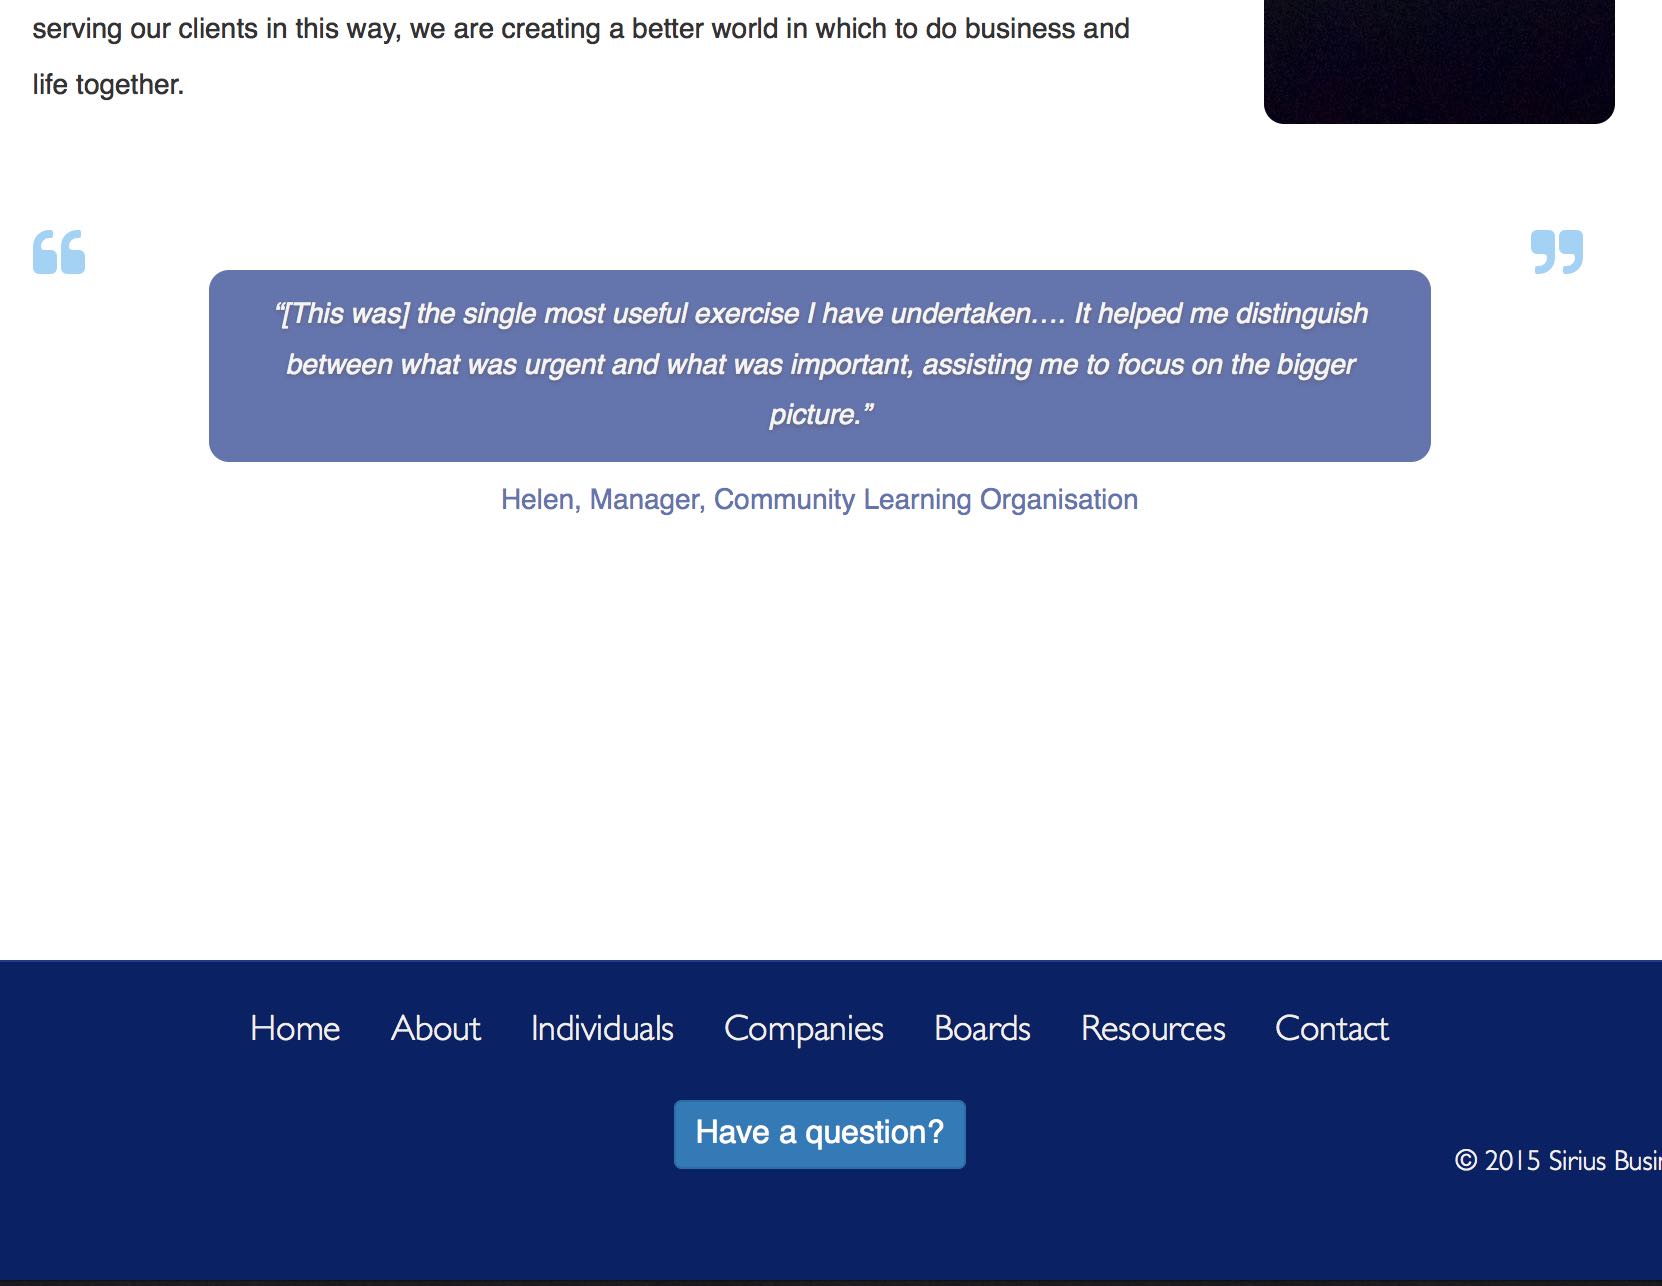 serving our clients in this way, we are creating a better world in which to do business and
life together.
“[This was] the single most useful exercise I have undertaken…. It helped me distinguish
between what was urgent and what was important, assisting me to focus on the bigger
picture.”
Helen, Manager, Community Learning Organisation
Home About Individuals Companies Boards Resources Contact
Have a question?
© 2015 Sirius